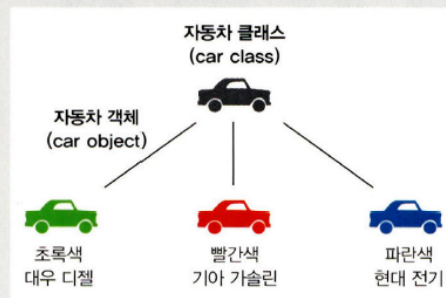 자동차 클래스
(car class)
자동차 객체
(car object)
초록색
대우 디젤
빨간색
기아 가솔린
파란색
현대 전기